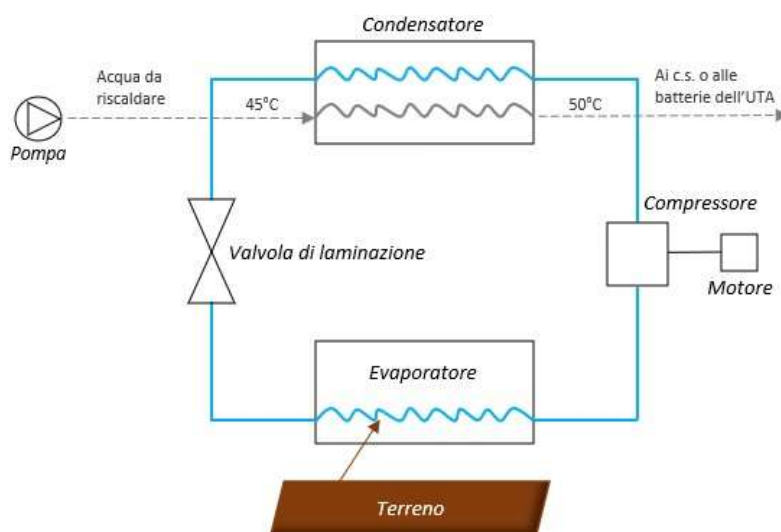 Condensatore
Acqua da
riscaldare
45°C
50°C
Ai c.s. o alle
batterie dell'UTA
Pompa
Compressore
Valvola di laminazione
Motore
Evaporatore
Terreno